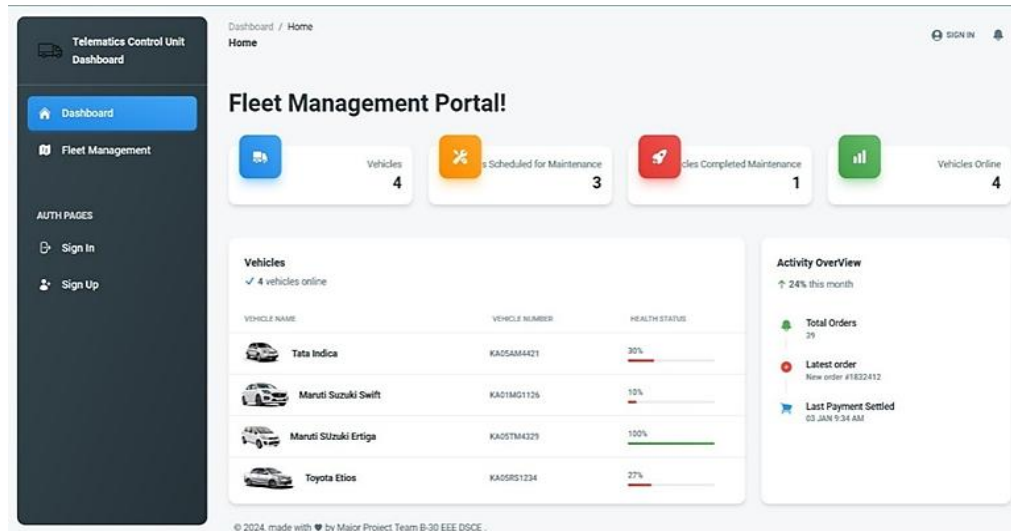 Telematics Control Unit
Dashboard
Dashboard
Fleet Management
AUTH PAGES
Sign In
Sign Up
Dashboard / Home
Home
SIGN IN
Fleet Management Portal!
Vehicles
4
s Scheduled for Maintenance
3
cles Completed Maintenance
1
Vehicles Online
4
Vehicles
4 vehicles online
VEHICLE NAME VEHICLE NUMBER HEALTH STATUS
Tata Indica KA05AM4421 30%
Maruti Suzuki Swift KA01MG1126 10%
Maruti SUzuki Ertiga KA05TM4329 100%
Toyota Etios KA05RS1234 27%
Activity OverView
24% this month
Total Orders
39
Latest order
New order #1832412
Last Payment Settled
03 JAN 9:34 AM
© 2024, made with ♥ by Major Project Team B-30 EEE DSCE .